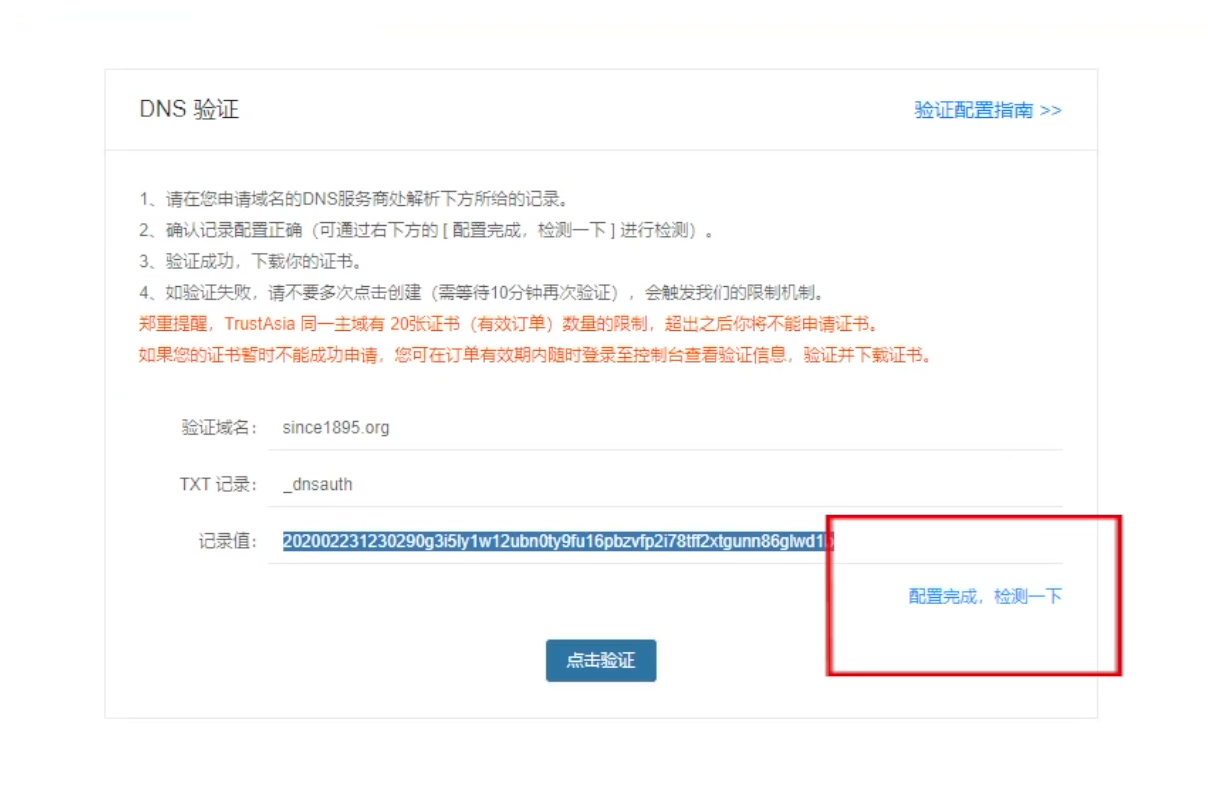 DNS 验证
验证配置指南 >>
1、请在您申请域名的DNS服务商处解析下方所给的记录。
2、确认记录配置正确（可通过右下方的 [ 配置完成，检测一下 ] 进行检测）。
3、验证成功，下载你的证书。
4、如验证失败，请不要多次点击创建（需等待10分钟再次验证），会触发我们的限制机制。
郑重提醒，TrustAsia 同一主域有 20张证书（有效订单）数量的限制，超出之后你将不能申请证书。
如果您的证书暂时不能成功申请，您可在订单有效期内随时登录至控制台查看验证信息，验证并下载证书。
验证域名： since1895.org
TXT 记录： _dnsauth
记录值： 202002231230290g3i5ly1w12ubn0ty9fu16pbzvfp2i78tff2xtgunn86glwd1b
配置完成，检测一下
点击验证